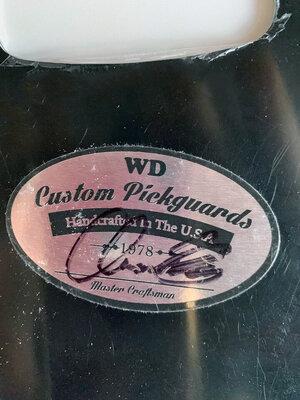 WD
Custom Pickguards
Handcrafted In The U.S.A.
1978
Master Craftsman